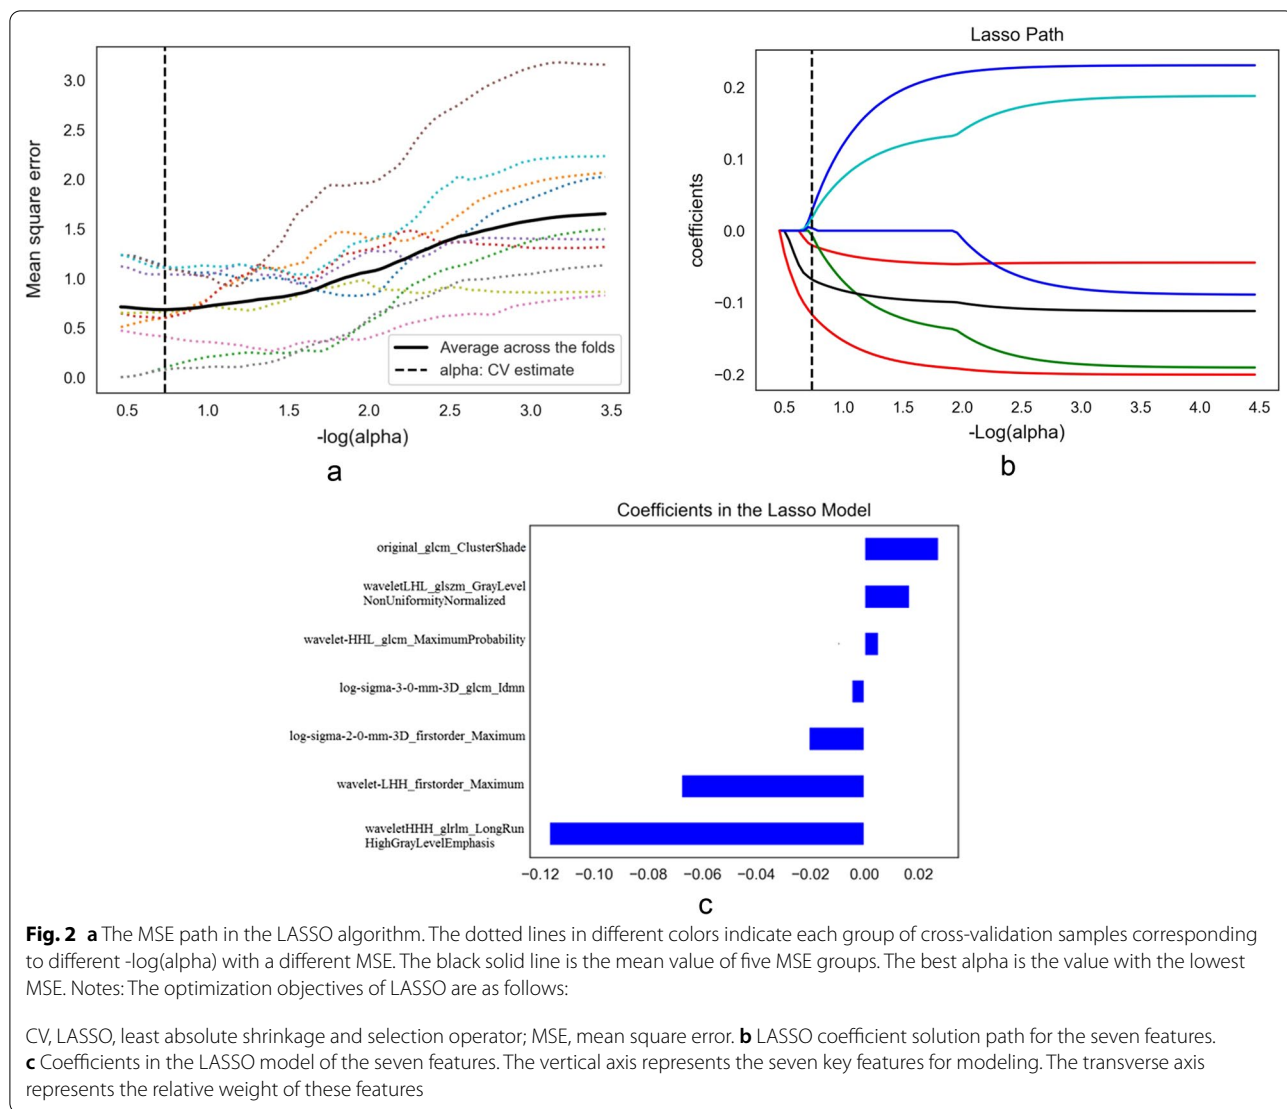 3.0
2.5
2.0
1.5
1.0
0.5
0.0
Mean square error
Average across the folds
alpha: CV estimate
0.5 1.0 1.5 2.0 2.5 3.0 3.5
-log(alpha)
a
Lasso Path
0.2
0.1
0.0
−0.1
−0.2
coefficients
0.5 1.0 1.5 2.0 2.5 3.0 3.5 4.0 4.5
-Log(alpha)
b
Coefficients in the Lasso Model
original_glcm_ClusterShade
waveletLHL_glszm_GrayLevel
NonUniformityNormalized
wavelet-HHL_glcm_MaximumProbability
log-sigma-3-0-mm-3D_glcm_Idmn
log-sigma-2-0-mm-3D_firstorder_Maximum
wavelet-LHH_firstorder_Maximum
waveletHHH_glrlm_LongRun
HighGrayLevelEmphasis
−0.12 −0.10 −0.08 −0.06 −0.04 −0.02 0.00 0.02
c
Fig. 2 a The MSE path in the LASSO algorithm. The dotted lines in different colors indicate each group of cross-validation samples corresponding
to different -log(alpha) with a different MSE. The black solid line is the mean value of five MSE groups. The best alpha is the value with the lowest
MSE. Notes: The optimization objectives of LASSO are as follows:
CV, LASSO, least absolute shrinkage and selection operator; MSE, mean square error. b LASSO coefficient solution path for the seven features.
c Coefficients in the LASSO model of the seven features. The vertical axis represents the seven key features for modeling. The transverse axis
represents the relative weight of these features